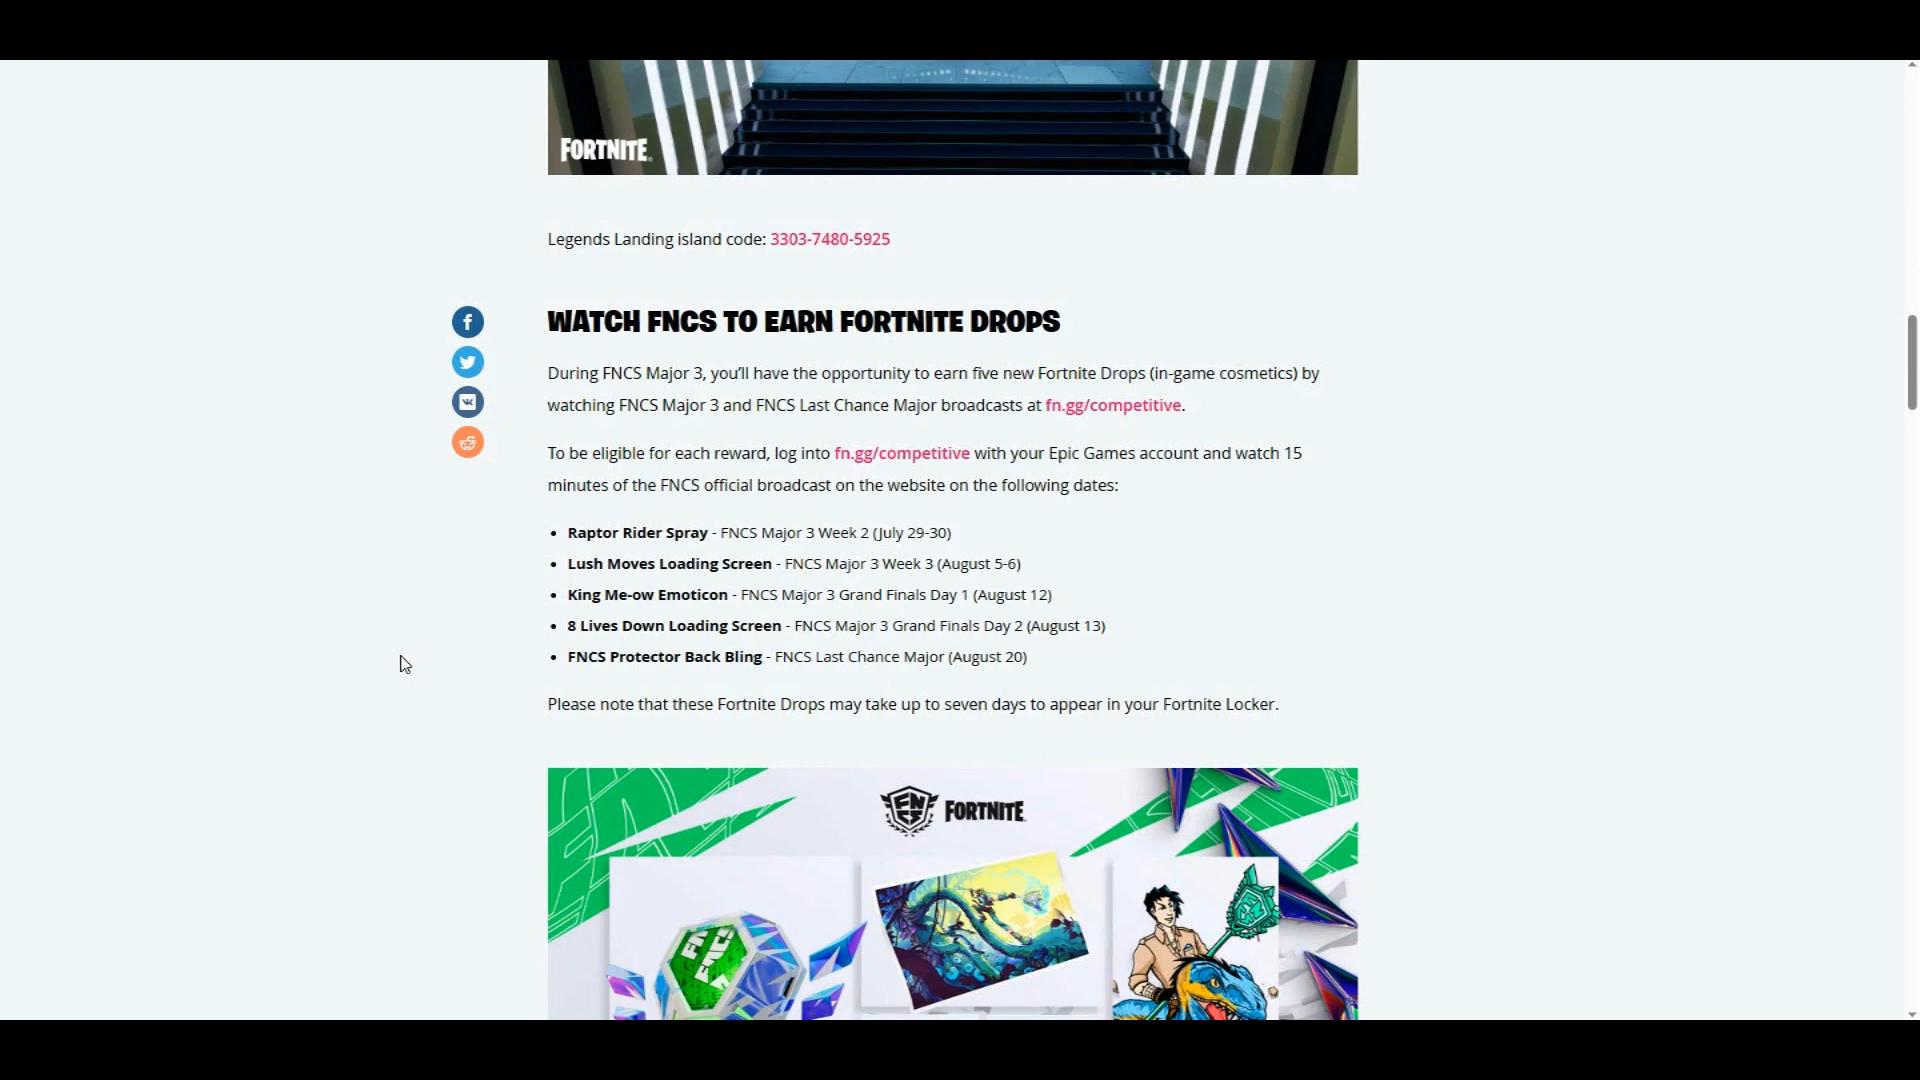 FORTNITE
Legends Landing island code: 3303-7480-5925
WATCH FNCS TO EARN FORTNITE DROPS
During FNCS Major 3, you'll have the opportunity to earn five new Fortnite Drops (in-game cosmetics) by
watching FNCS Major 3 and FNCS Last Chance Major broadcasts at fn.gg/competitive.
To be eligible for each reward, log into fn.gg/competitive with your Epic Games account and watch 15
minutes of the FNCS official broadcast on the website on the following dates:
• Raptor Rider Spray - FNCS Major 3 Week 2 (July 29-30)
• Lush Moves Loading Screen - FNCS Major 3 Week 3 (August 5-6)
• King Me-ow Emoticon - FNCS Major 3 Grand Finals Day 1 (August 12)
• 8 Lives Down Loading Screen - FNCS Major 3 Grand Finals Day 2 (August 13)
• FNCS Protector Back Bling - FNCS Last Chance Major (August 20)
Please note that these Fortnite Drops may take up to seven days to appear in your Fortnite Locker.
FNCS FORTNITE